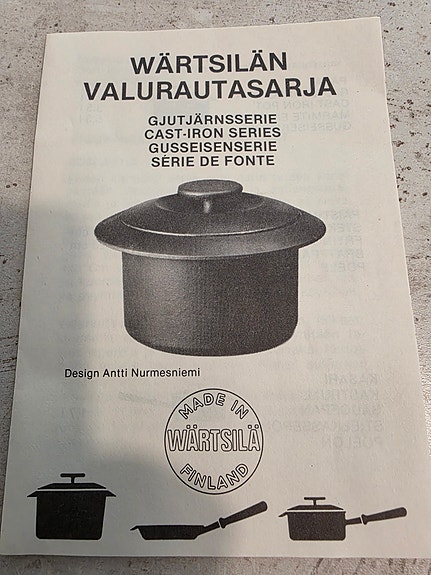 WÄRTSILÄN
VALURAUTASARJA
GJUTJÄRNSSERIE
CAST-IRON SERIES
GUSSEISENSERIE
SÉRIE DE FONTE
Design Antti Nurmesniemi
MADE IN
WÄRTSILÄ
FINLAND